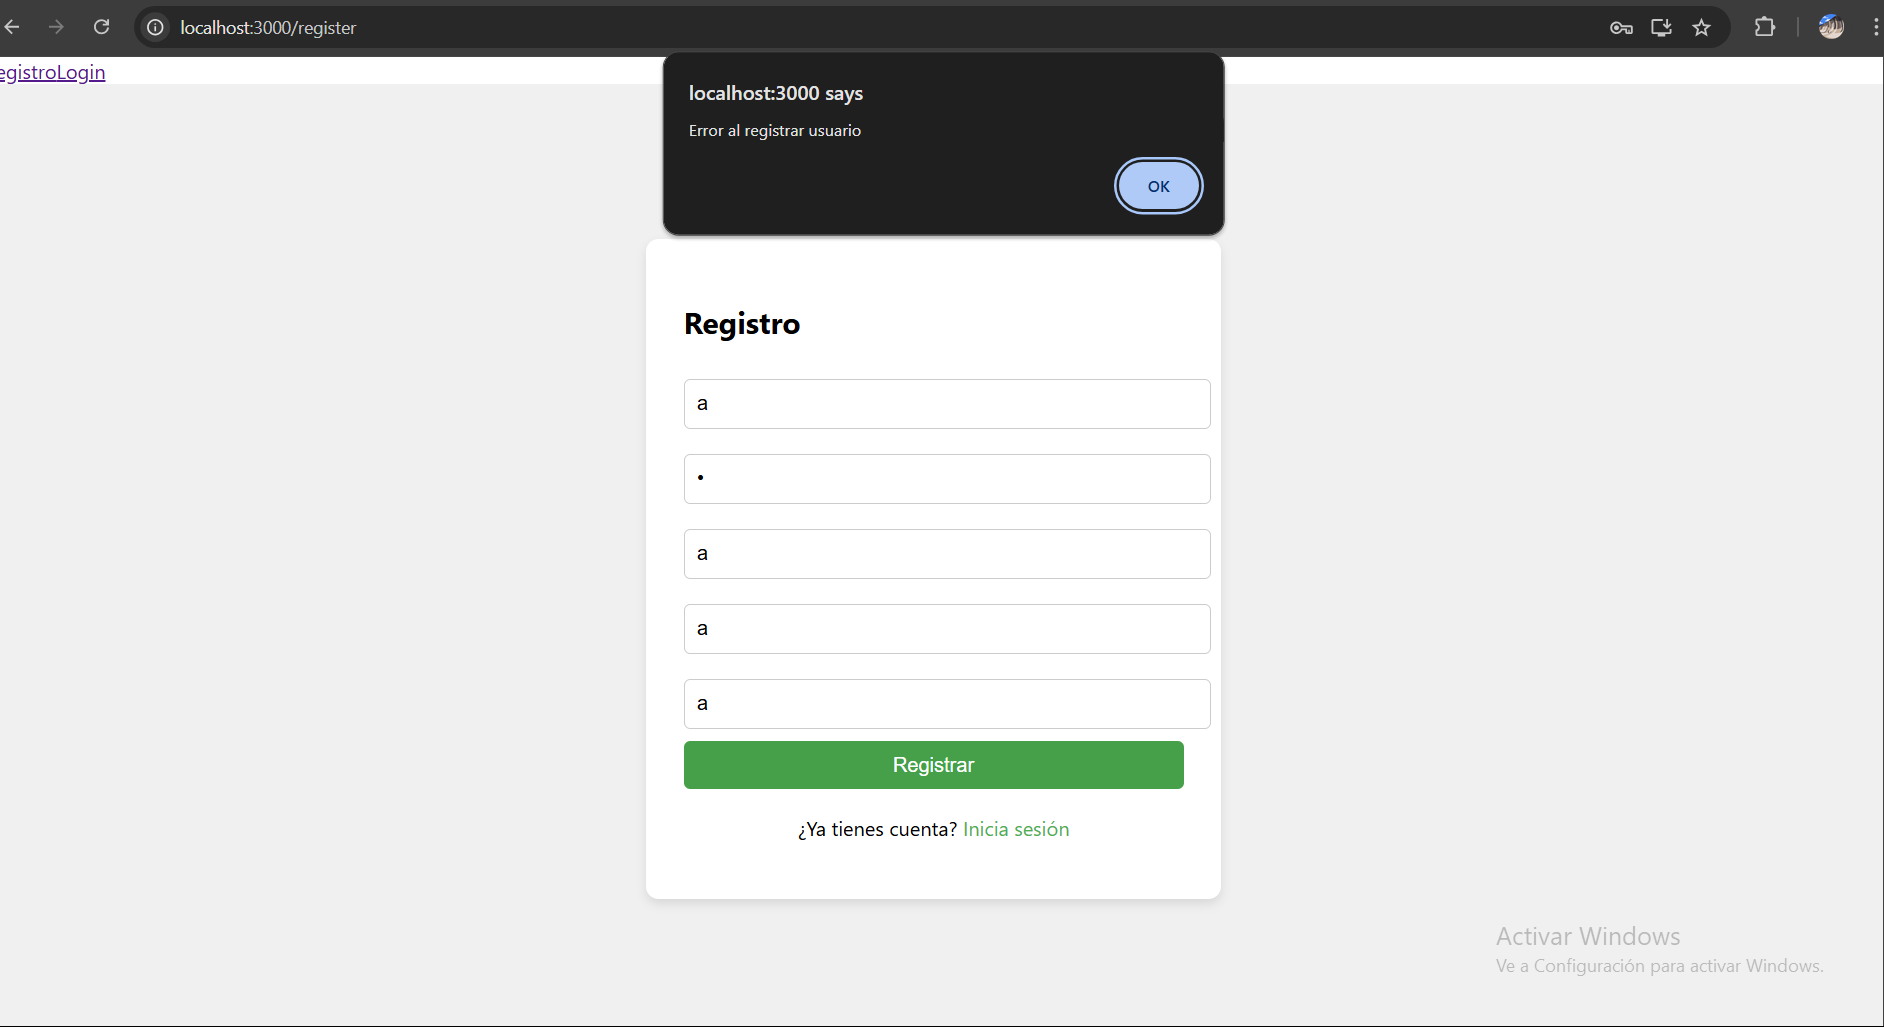 localhost:3000/register
egistroLogin
localhost:3000 says
Error al registrar usuario
OK
Registro
a
•
a
a
a
Registrar
¿Ya tienes cuenta? Inicia sesión
Activar Windows
Ve a Configuración para activar Windows.